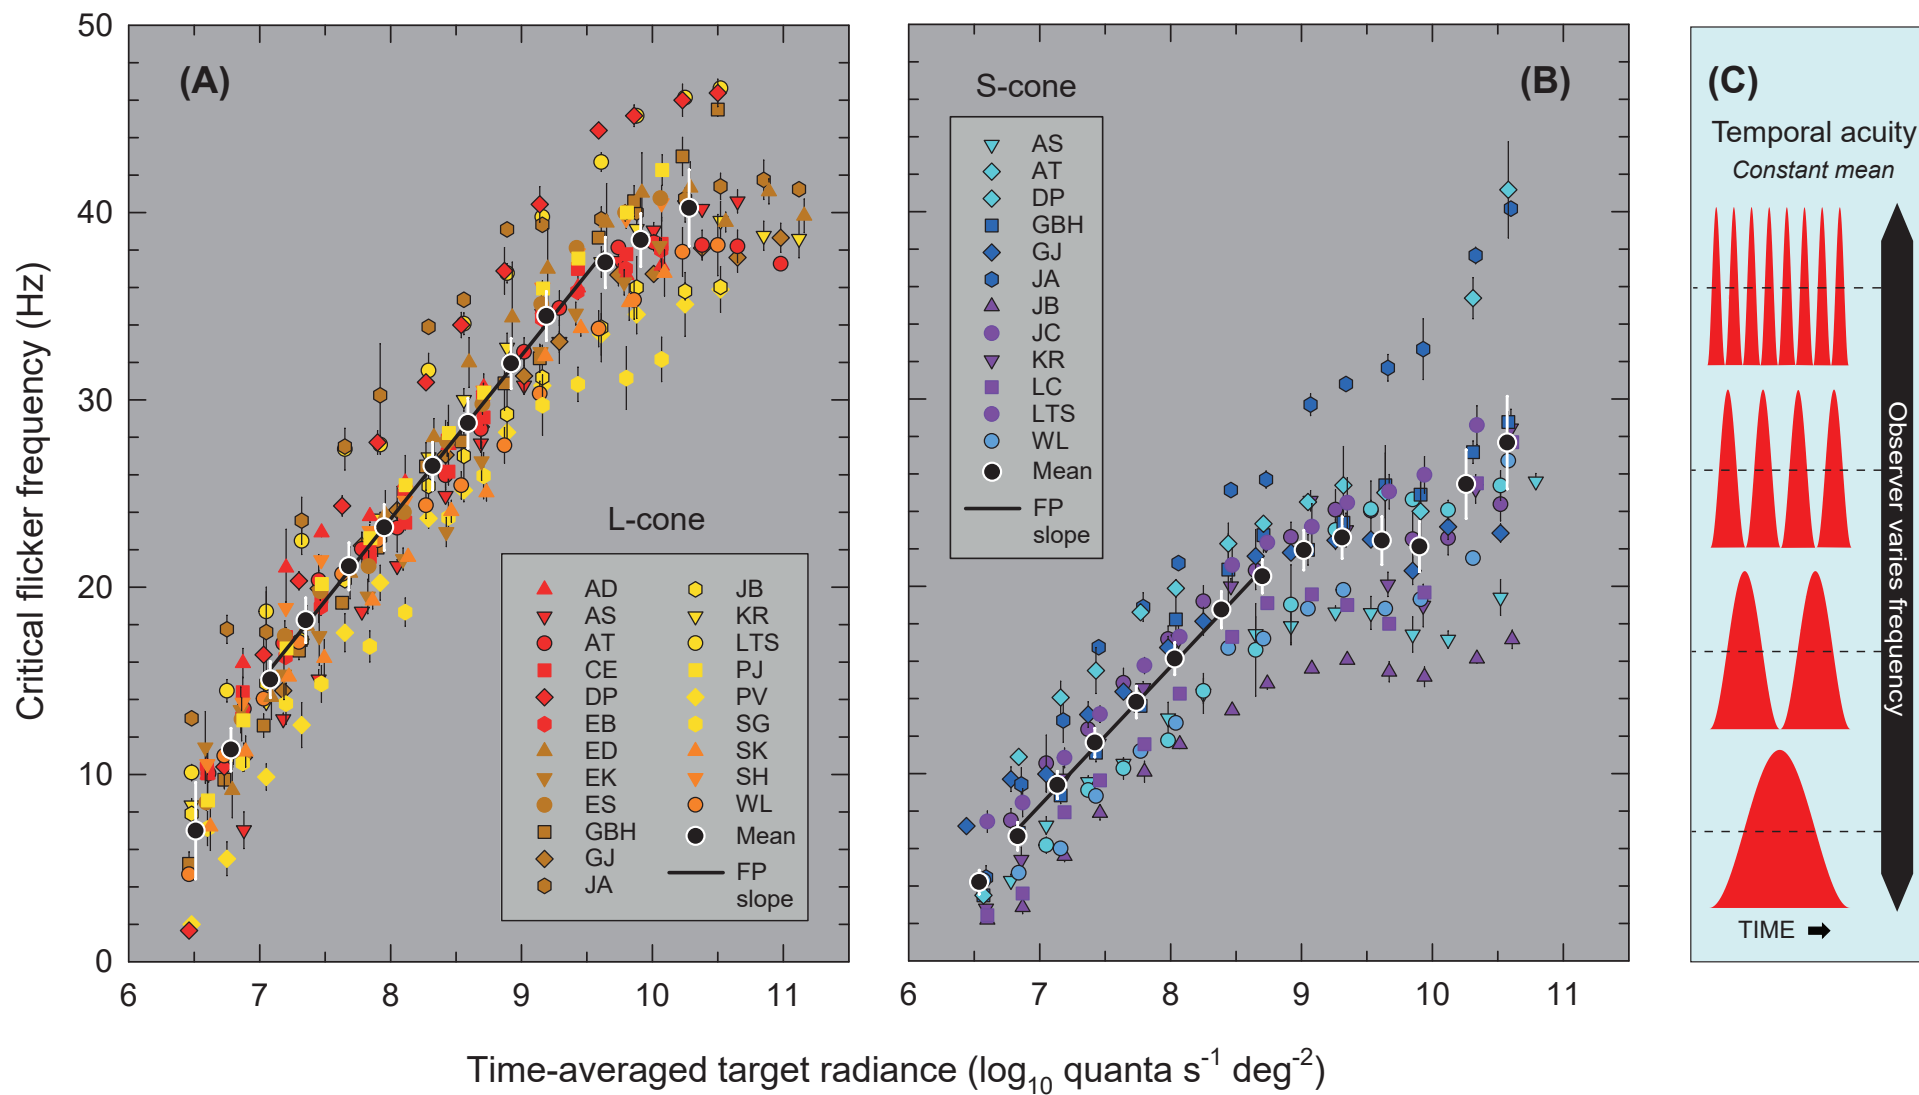 Critical flicker frequency (Hz)
50
40
30
20
10
0
(A)
L-cone
AD
AS
AT
CE
DP
EB
ED
EK
ES
GBH
GJ
JA
JB
KR
LTS
PJ
PV
SG
SK
SH
WL
Mean
FP
slope
6 7 8 9 10 11
(B)
S-cone
AS
AT
DP
GBH
GJ
JA
JB
JC
KR
LC
LTS
WL
Mean
FP
slope
6 7 8 9 10 11
Time-averaged target radiance (log₁₀ quanta s⁻¹ deg⁻²)
(C)
Temporal acuity
Constant mean
Observer varies frequency
TIME ➡